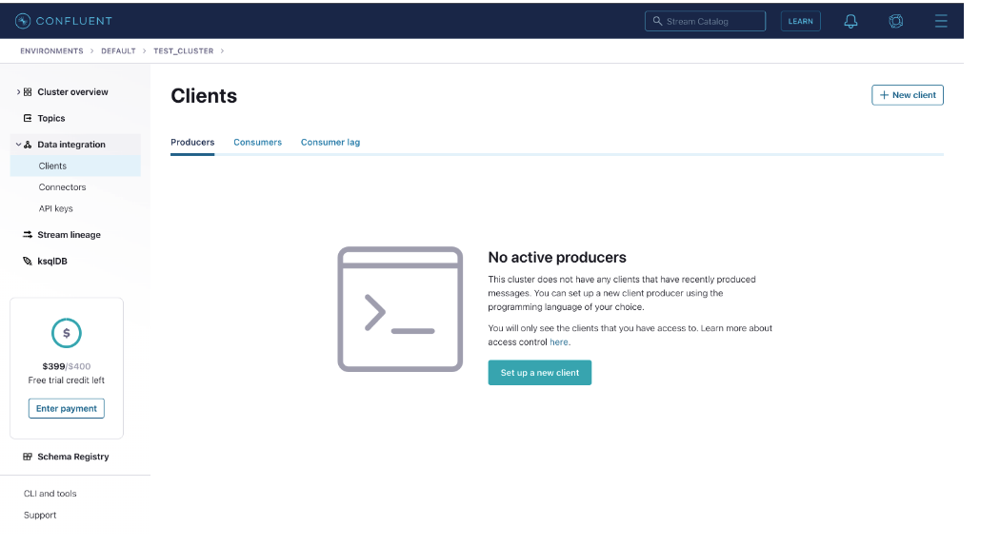 CONFLUENT
Stream Catalog
LEARN
ENVIRONMENTS > DEFAULT > TEST_CLUSTER >
Cluster overview
Topics
Data integration
Clients
Connectors
API keys
Stream lineage
ksqlDB
$
$399/$400
Free trial credit left
Enter payment
Schema Registry
CLI and tools
Support
Clients
+ New client
Producers Consumers Consumer lag
No active producers
This cluster does not have any clients that have recently produced
messages. You can set up a new client producer using the
programming language of your choice.
You will only see the clients that you have access to. Learn more about
access control here.
Set up a new client